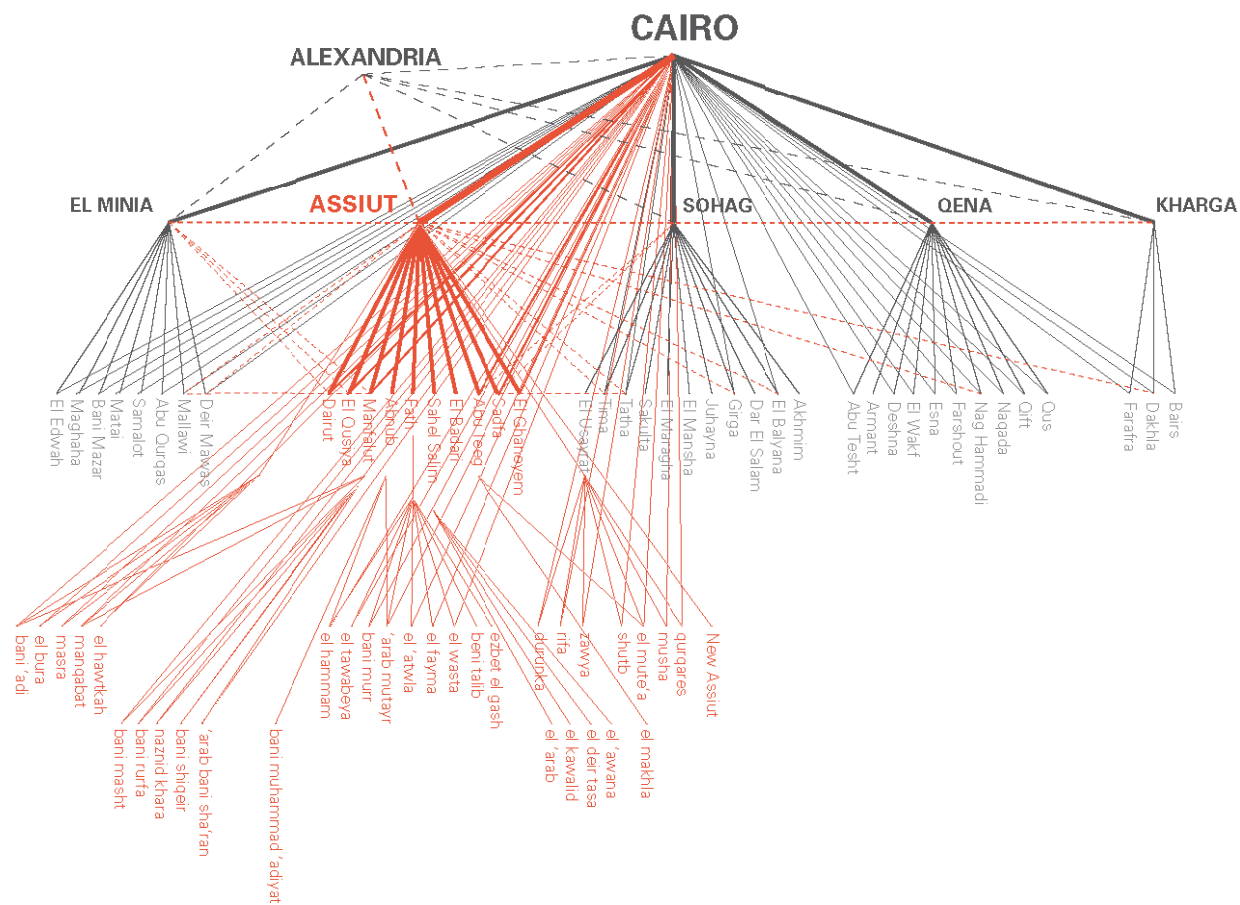 CAIRO
ALEXANDRIA
EL MINIA
ASSIUT
SOHAG
QENA
KHARGA
El Edwah
Maghaha
Bani Mazar
Matai
Samalot
Abu Qurqas
Mallawi
Dair Mawas
Dairut
El Qusiya
Manfalut
Abnub
Fath
Sahel Salim
El Badari
Abu Teeg
Sadfa
El Ghaneyem
El Usayrat
Tima
Tatha
Sakulta
El Maragha
El Mansha
Juhayna
Girga
Dar El Salam
El Balyana
Akhmim
Abu Tesht
Armant
Deshna
El Wakf
Esna
Farshout
Nag Hammadi
Naqada
Qift
Qus
Farafra
Dakhla
Bairs
bani 'adi
el bura
masra
manqabat
el hawtkah
el hammam
el tawabeya
bani murr
'arab mutayr
el 'atwla
el fayma
el wasta
beni talib
ezbet el gash
durunka
rifa
zawya
shutb
el mute'a
musha
qurqares
New Assiut
bani masht
bani rurfa
naznid khara
bani shiqeir
'arab bani sha'ran
bani muhammad 'adiyat
el 'arab
el kawalid
el deir tasa
el 'awana
el makhla